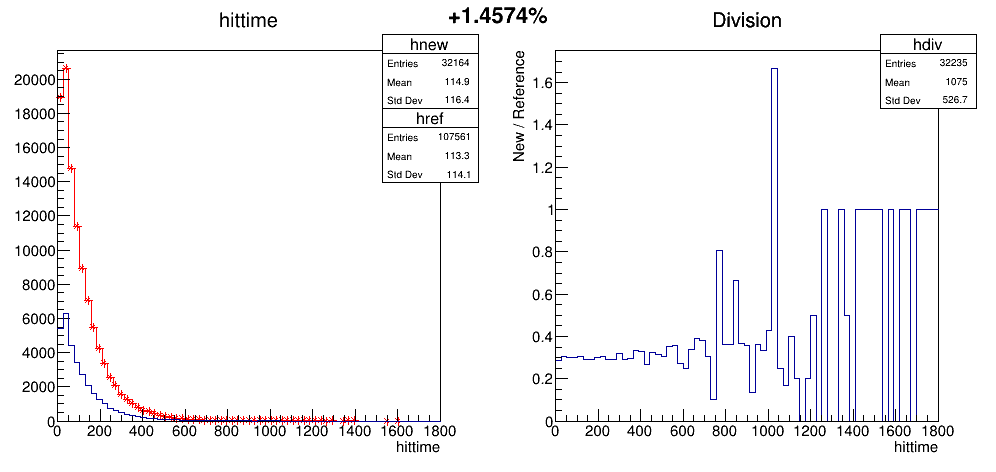 +1.4574%
hittime
hnew
Entries 32164
Mean 114.9
Std Dev 116.4
href
Entries 107561
Mean 113.3
Std Dev 114.1
20000
18000
16000
14000
12000
10000
8000
6000
4000
2000
0
0 200 400 600 800 1000 1200 1400 1600 1800
hittime
Division
hdiv
Entries 32235
Mean 1075
Std Dev 526.7
New / Reference
1.6
1.4
1.2
1
0.8
0.6
0.4
0.2
0
0 200 400 600 800 1000 1200 1400 1600 1800
hittime